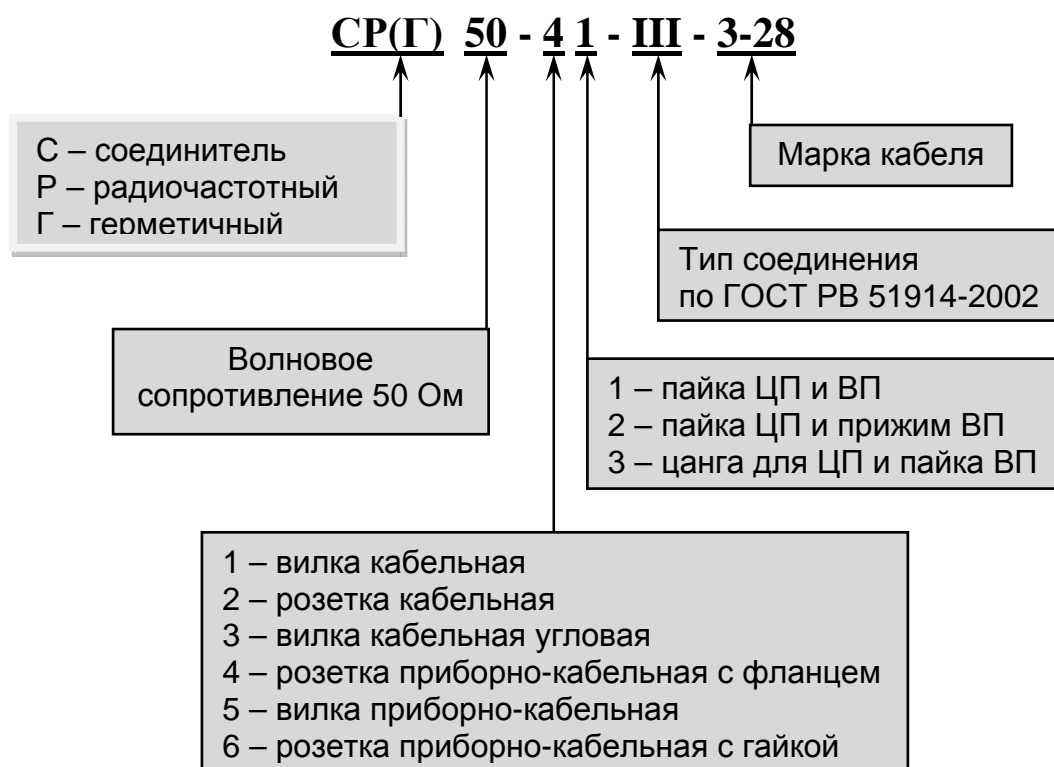 СР(Г) 50 - 4 1 - III - 3-28
С – соединитель
Р – радиочастотный
Г – герметичный
Марка кабеля
Тип соединения
по ГОСТ РВ 51914-2002
Волновое
сопротивление 50 Ом
1 – пайка ЦП и ВП
2 – пайка ЦП и прижим ВП
3 – цанга для ЦП и пайка ВП
1 – вилка кабельная
2 – розетка кабельная
3 – вилка кабельная угловая
4 – розетка приборно-кабельная с фланцем
5 – вилка приборно-кабельная
6 – розетка приборно-кабельная с гайкой